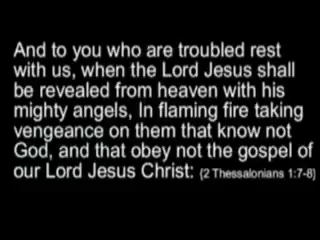 And to you who are troubled rest
with us, when the Lord Jesus shall
be revealed from heaven with his
mighty angels, In flaming fire taking
vengeance on them that know not
God, and that obey not the gospel of
our Lord Jesus Christ: {2 Thessalonians 1:7-8}